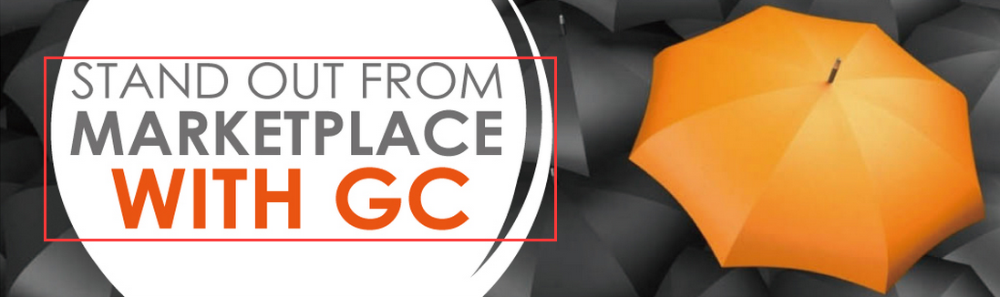 STAND OUT FROM
MARKETPLACE
WITH GC